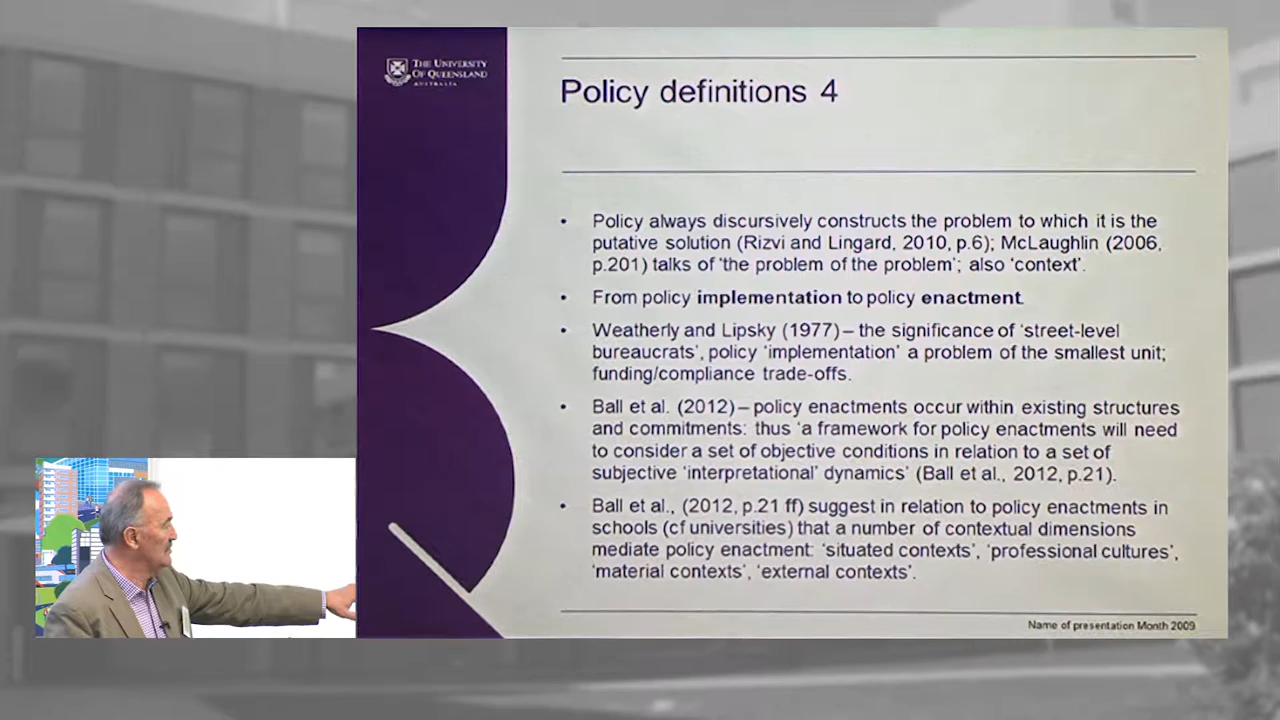 THE UNIVERSITY
OF QUEENSLAND
AUSTRALIA
Policy definitions 4
• Policy always discursively constructs the problem to which it is the
putative solution (Rizvi and Lingard, 2010, p.6); McLaughlin (2006,
p.201) talks of 'the problem of the problem'; also 'context'.
• From policy implementation to policy enactment.
• Weatherly and Lipsky (1977) – the significance of 'street-level
bureaucrats', policy 'implementation' a problem of the smallest unit;
funding/compliance trade-offs.
• Ball et al. (2012) – policy enactments occur within existing structures
and commitments: thus 'a framework for policy enactments will need
to consider a set of objective conditions in relation to a set of
subjective 'interpretational' dynamics' (Ball et al., 2012, p.21).
• Ball et al., (2012, p.21 ff) suggest in relation to policy enactments in
schools (cf universities) that a number of contextual dimensions
mediate policy enactment: 'situated contexts', 'professional cultures',
'material contexts', 'external contexts'.
Name of presentation Month 2009